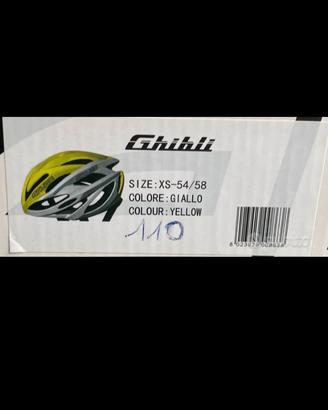 Ghibli
SIZE:XS-54/58
COLORE:GIALLO
COLOUR:YELLOW
110